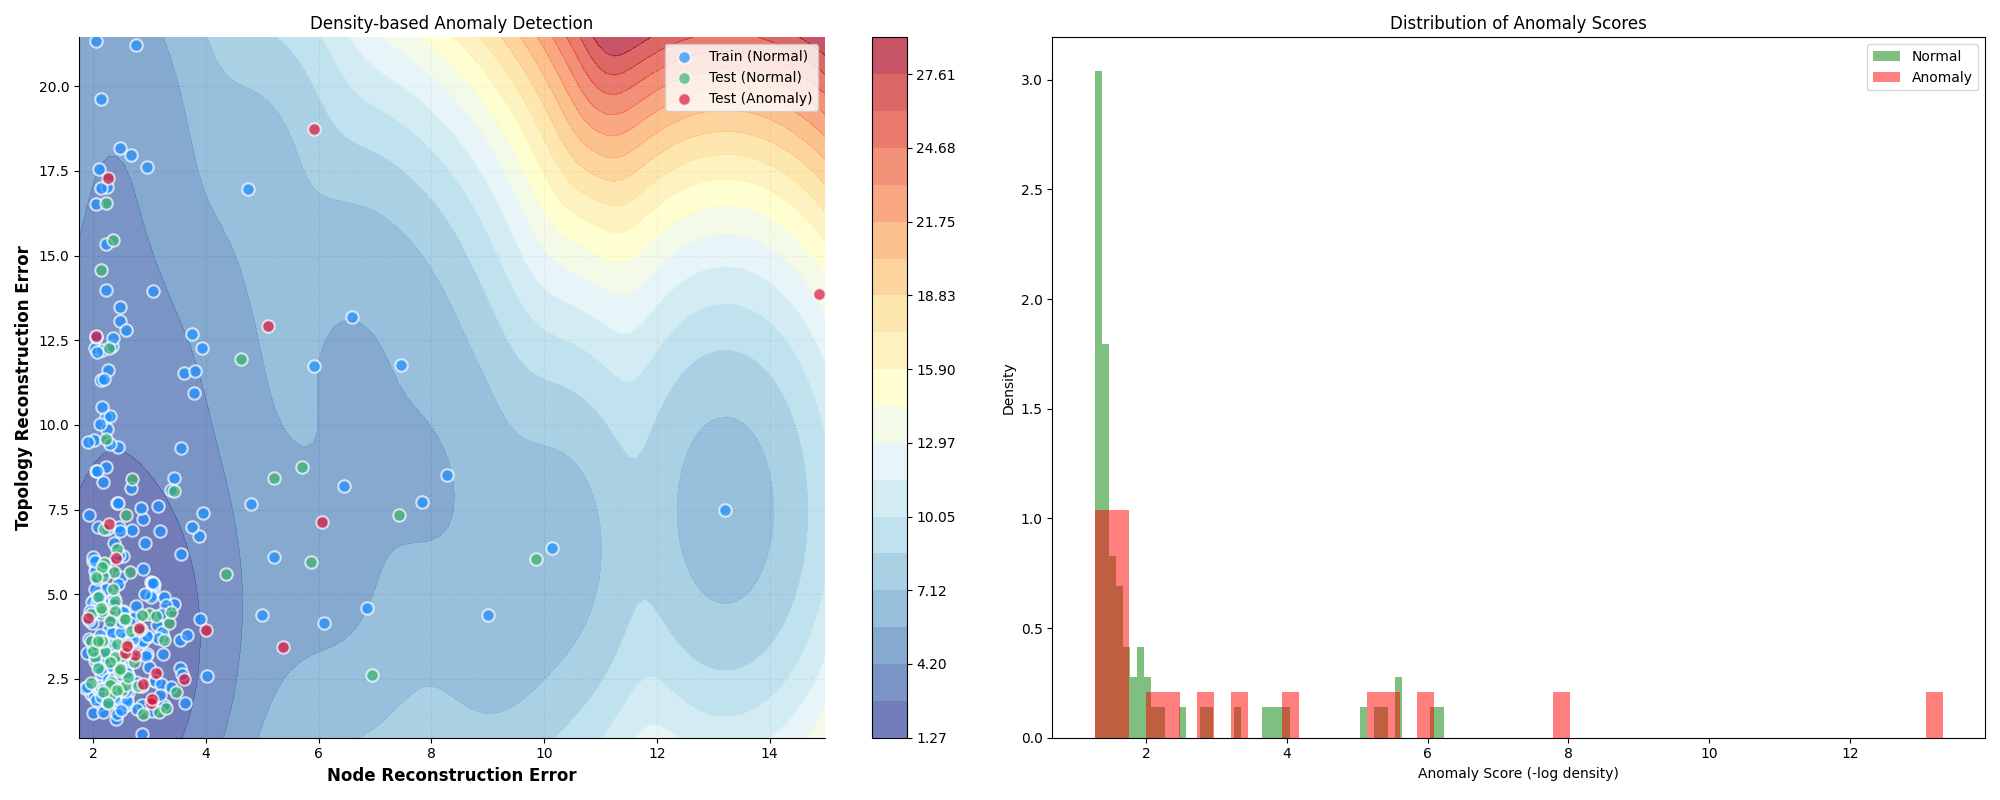 Density-based Anomaly Detection
Train (Normal)
Test (Normal)
Test (Anomaly)
20.0
17.5
15.0
12.5
10.0
7.5
5.0
2.5
Topology Reconstruction Error
2 4 6 8 10 12 14
Node Reconstruction Error
27.61
24.68
21.75
18.83
15.90
12.97
10.05
7.12
4.20
1.27
Distribution of Anomaly Scores
Normal
Anomaly
3.0
2.5
2.0
1.5
1.0
0.5
0.0
Density
2 4 6 8 10 12
Anomaly Score (-log density)